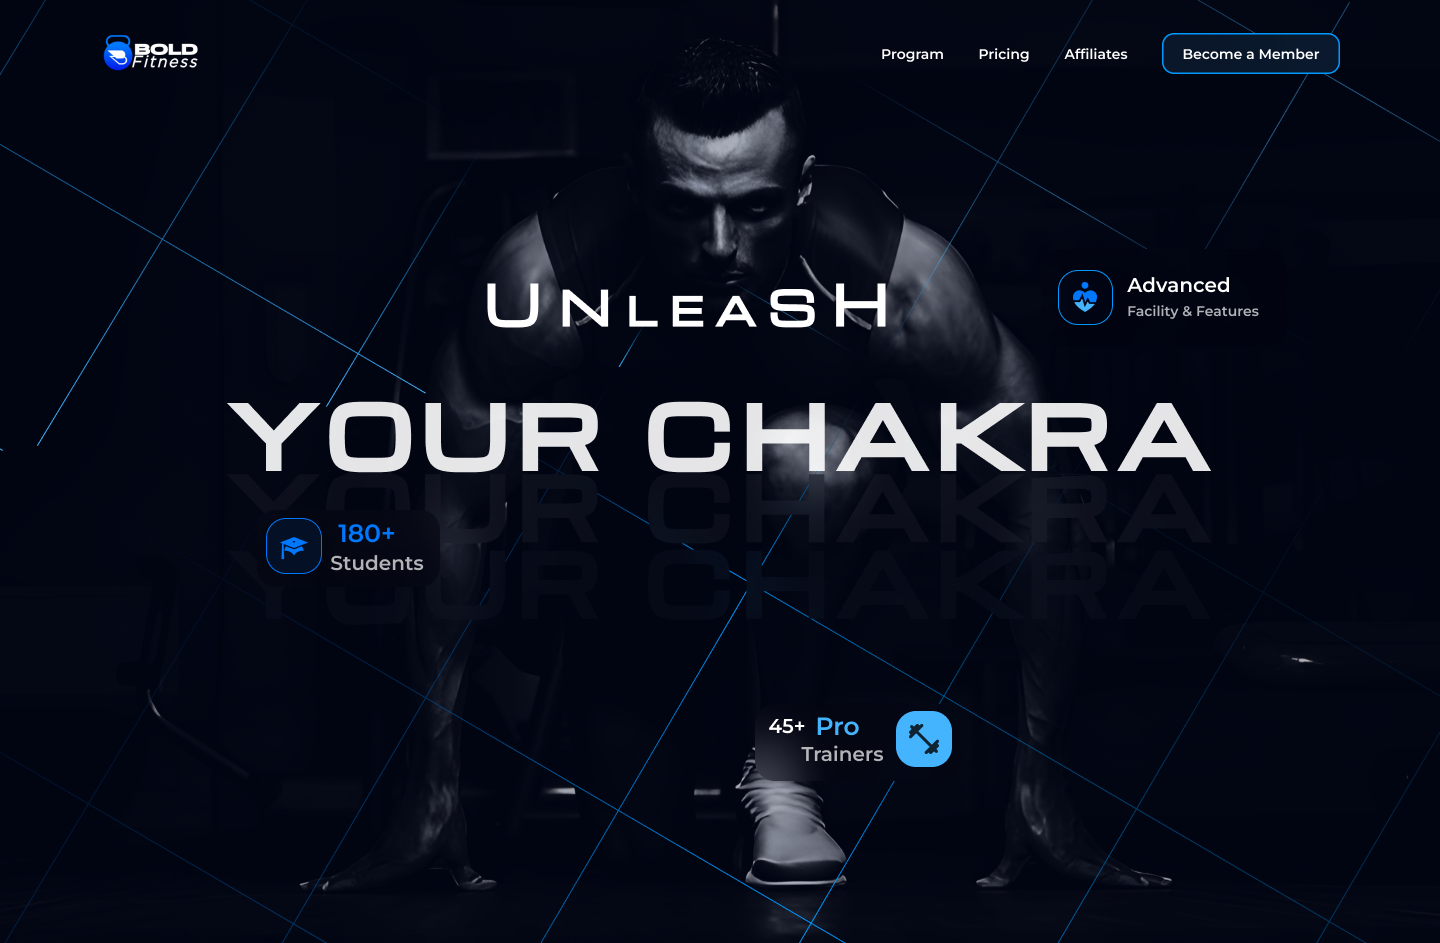 BOLD
Fitness
Program
Pricing
Affiliates
Become a Member
UNLEASH
Advanced
Facility & Features
YOUR CHAKRA
YOUR CHAKRA
YOUR CHAKRA
180+
Students
45+ Pro
Trainers